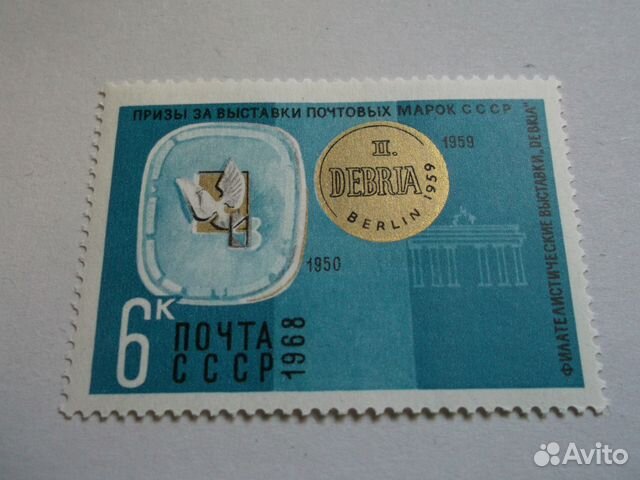 ПРИЗЫ ЗА ВЫСТАВКИ ПОЧТОВЫХ МАРОК СССР
II.
DEBRIA
BERLIN 1959
1959
1950
ФИЛАТЕЛИСТИЧЕСКИЕ ВЫСТАВКИ „DEBRIA"
6К
ПОЧТА
СССР
1968
Avito